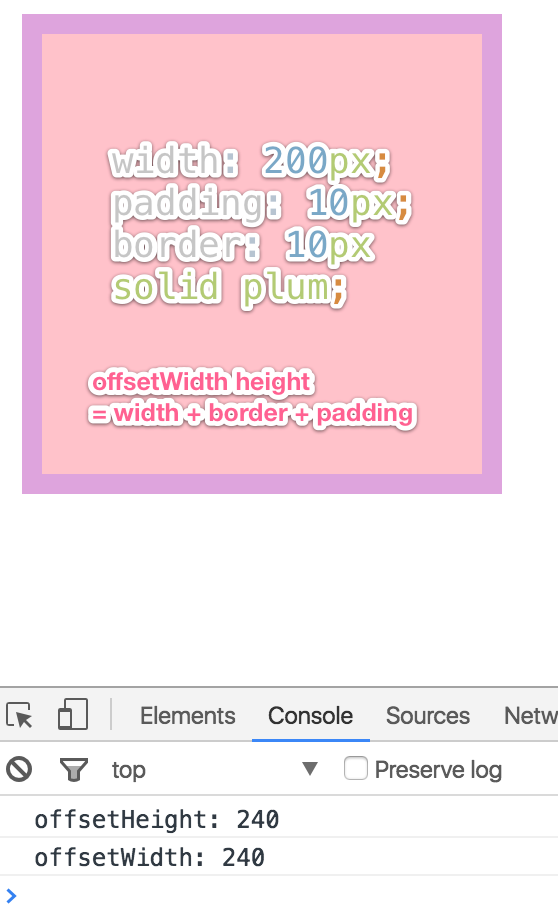 width: 200px;
padding: 10px;
border: 10px
solid plum;
offsetWidth height
= width + border + padding
Elements Console Sources Netw
top Preserve log
offsetHeight: 240
offsetWidth: 240